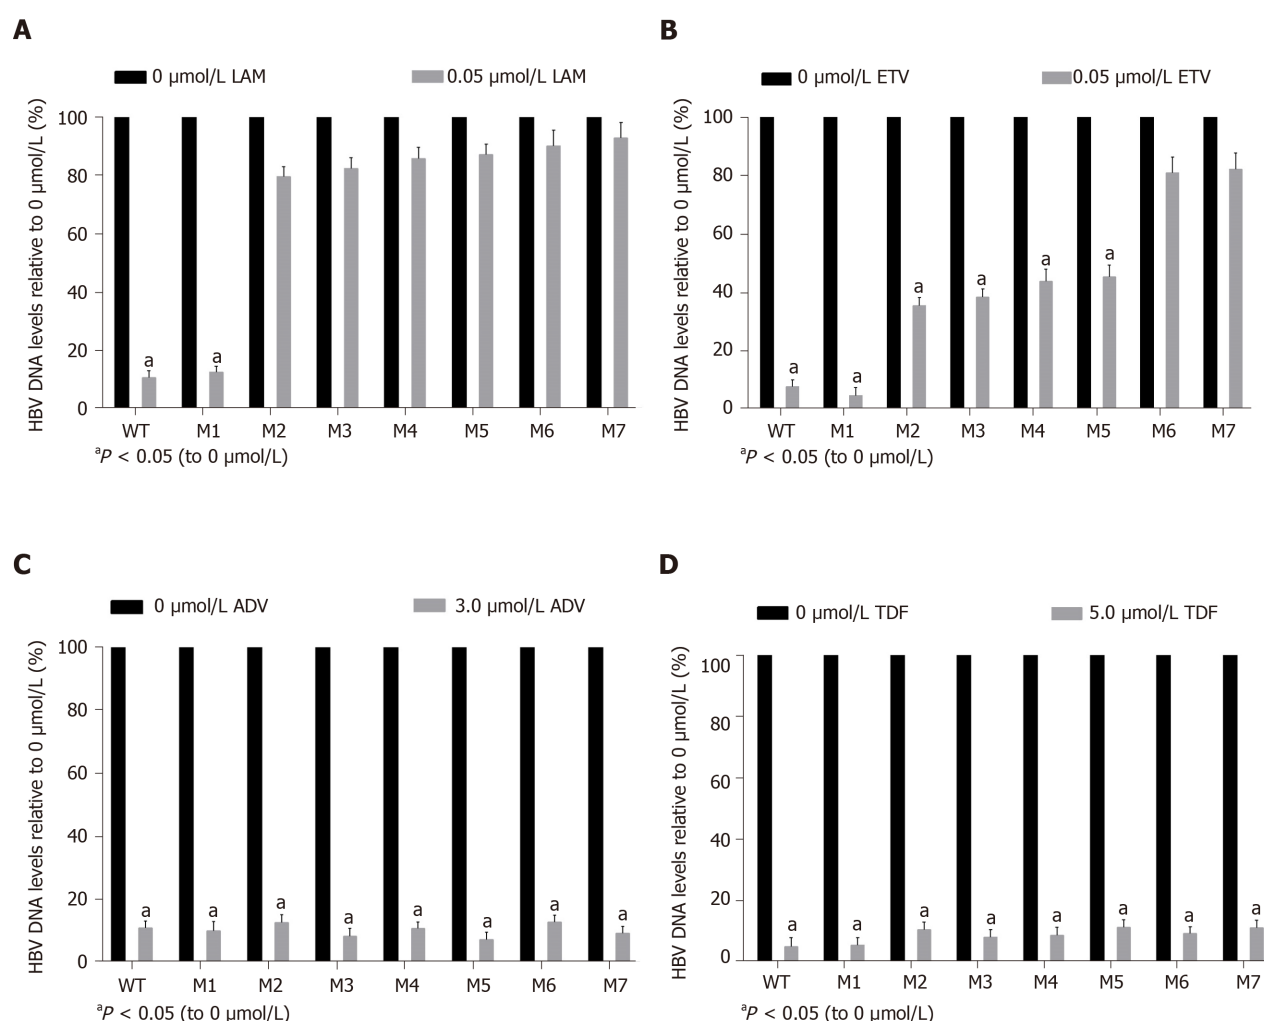 A
0 µmol/L LAM 0.05 µmol/L LAM
HBV DNA levels relative to 0 µmol/L (%)
100
80
60
40
20
0
a a
WT M1 M2 M3 M4 M5 M6 M7
ᵃP < 0.05 (to 0 µmol/L)
B
0 µmol/L ETV 0.05 µmol/L ETV
HBV DNA levels relative to 0 µmol/L (%)
100
80
60
40
20
0
a a a a a a
WT M1 M2 M3 M4 M5 M6 M7
ᵃP < 0.05 (to 0 µmol/L)
C
0 µmol/L ADV 3.0 µmol/L ADV
HBV DNA levels relative to 0 µmol/L (%)
100
80
60
40
20
0
a a a a a a a a
WT M1 M2 M3 M4 M5 M6 M7
ᵃP < 0.05 (to 0 µmol/L)
D
0 µmol/L TDF 5.0 µmol/L TDF
HBV DNA levels relative to 0 µmol/L (%)
100
80
60
40
20
0
a a a a a a a a
WT M1 M2 M3 M4 M5 M6 M7
ᵃP < 0.05 (to 0 µmol/L)